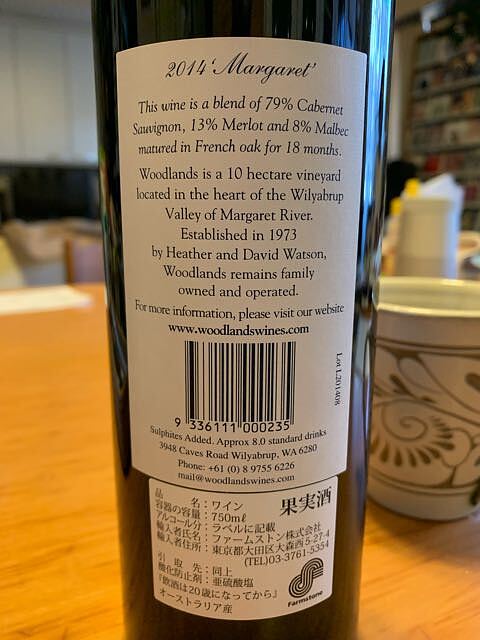 2014 'Margaret'
This wine is a blend of 79% Cabernet
Sauvignon, 13% Merlot and 8% Malbec
matured in French oak for 18 months.
Woodlands is a 10 hectare vineyard
located in the heart of the Wilyabrup
Valley of Margaret River.
Established in 1973
by Heather and David Watson,
Woodlands remains family
owned and operated.
For more information, please visit our website
www.woodlandswines.com
Lot L201408
9 336111 000235
Sulphites Added. Approx 8.0 standard drinks
3948 Caves Road Wilyabrup, WA 6280
Phone: +61 (0) 8 9755 6226
mail@woodlandswines.com
果実酒
品名：ワイン
容器の容量：750mℓ
アルコール分：ラベルに記載
輸入者氏名：ファームストン株式会社
輸入者住所：東京都大田区大森西5-27-4
(TEL)03-3761-5354
引取先：同上
酸化防止剤：亜硫酸塩
『飲酒は20歳になってから』
オーストラリア産
Farmstone